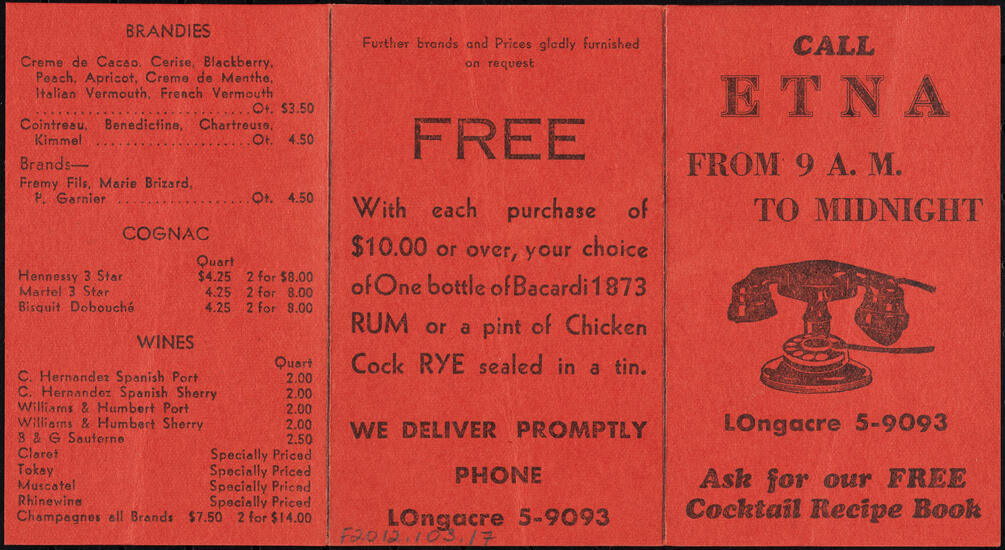 BRANDIES
Creme de Cacao, Cerise, Blackberry,
Peach, Apricot, Creme de Menthe,
Italian Vermouth, French Vermouth
.............................. Qt. $3.50
Cointreau, Benedictine, Chartreuse,
Kimmel ..................... Qt. 4.50
Brands—
Fremy Fils, Marie Brizard,
P. Garnier .................. Qt. 4.50
COGNAC
Quart
Hennessy 3 Star $4.25 2 for $8.00
Martel 3 Star 4.25 2 for 8.00
Bisquit Dobouché 4.25 2 for 8.00
WINES
Quart
C. Hernandez Spanish Port 2.00
C. Hernandez Spanish Sherry 2.00
Williams & Humbert Port 2.00
Williams & Humbert Sherry 2.00
B & G Sauterne 2.50
Claret Specially Priced
Tokay Specially Priced
Muscatel Specially Priced
Rhinewine Specially Priced
Champagnes all Brands $7.50 2 for $14.00
Further brands and Prices gladly furnished
on request
FREE
With each purchase of
$10.00 or over, your choice
of One bottle of Bacardi 1873
RUM or a pint of Chicken
Cock RYE sealed in a tin.
WE DELIVER PROMPTLY
PHONE
LOngacre 5-9093
F2012.103.17
CALL
ETNA
FROM 9 A. M.
TO MIDNIGHT
LOngacre 5-9093
Ask for our FREE
Cocktail Recipe Book